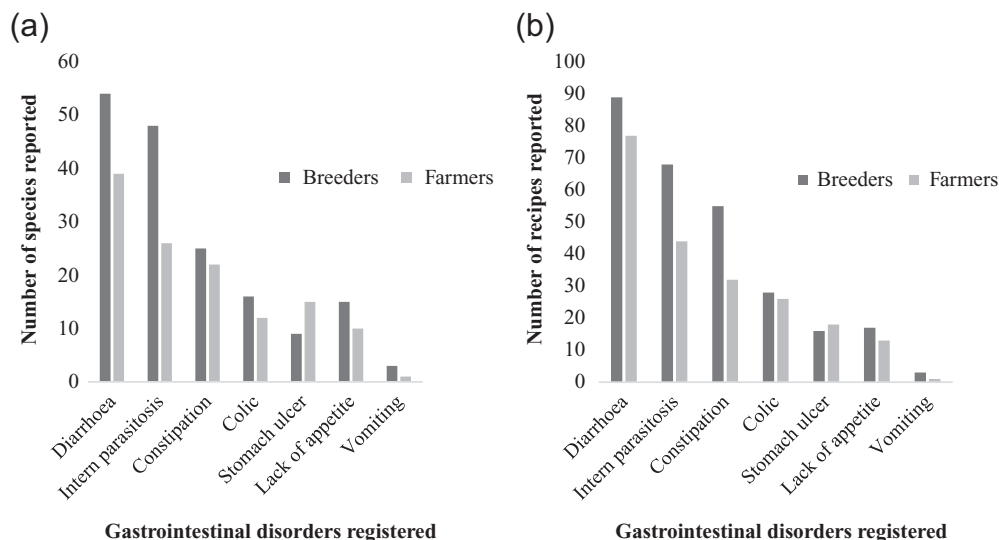 (a)
60
50
40
30
20
10
0
Number of species reported
Breeders Farmers
Diarrhoea
Intern parasitosis
Constipation
Colic
Stomach ulcer
Lack of appetite
Vomiting
Gastrointestinal disorders registered
(b)
100
90
80
70
60
50
40
30
20
10
0
Number of recipes reported
Breeders Farmers
Diarrhoea
Intern parasitosis
Constipation
Colic
Stomach ulcer
Lack of appetite
Vomiting
Gastrointestinal disorders registered